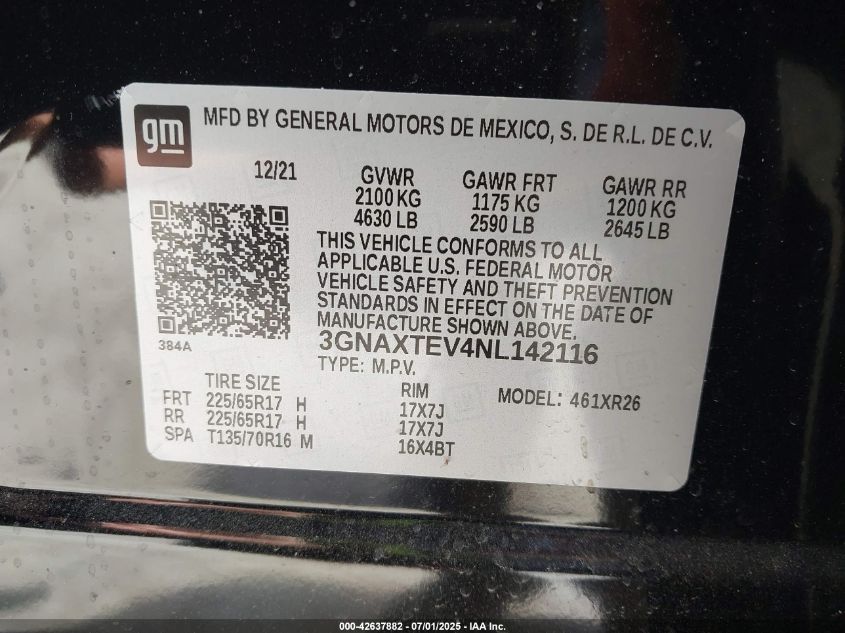 gm
MFD BY GENERAL MOTORS DE MEXICO, S. DE R.L. DE C.V.
12/21
GVWR GAWR FRT GAWR RR
2100 KG 1175 KG 1200 KG
4630 LB 2590 LB 2645 LB
THIS VEHICLE CONFORMS TO ALL
APPLICABLE U.S. FEDERAL MOTOR
VEHICLE SAFETY AND THEFT PREVENTION
STANDARDS IN EFFECT ON THE DATE OF
MANUFACTURE SHOWN ABOVE.
384A
3GNAXTEV4NL142116
TYPE: M.P.V.
TIRE SIZE RIM MODEL: 461XR26
FRT 225/65R17 H 17X7J
RR 225/65R17 H 17X7J
SPA T135/70R16 M 16X4BT
000-42637882 - 07/01/2025 - IAA Inc.